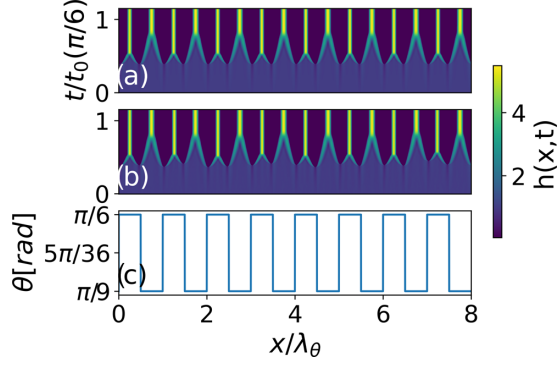 t/t₀(π/6)
1
0
(a)
1
0
(b)
4
2
h(x,t)
θ[rad]
π/6
5π/36
π/9
(c)
0 2 4 6 8
x/λ_θ